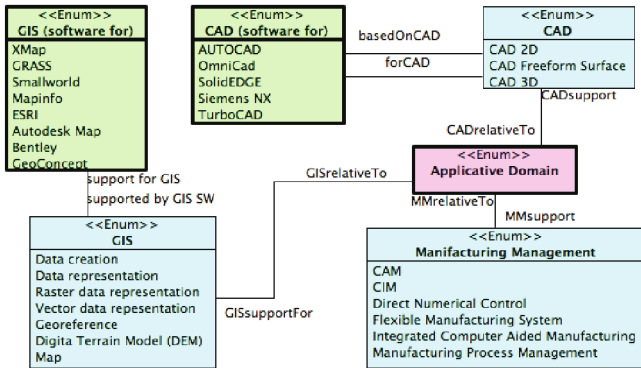 <<Enum>>
GIS (software for)
XMap
GRASS
Smallworld
Mapinfo
ESRI
Autodesk Map
Bentley
GeoConcept
<<Enum>>
CAD (software for)
AUTOCAD
OmniCad
SolidEDGE
Siemens NX
TurboCAD
basedOnCAD
forCAD
<<Enum>>
CAD
CAD 2D
CAD Freeform Surface
CAD 3D
CADsupport
CADrelativeTo
<<Enum>>
Applicative Domain
GISrelativeTo
MMrelativeTo
MMsupport
support for GIS
supported by GIS SW
<<Enum>>
GIS
Data creation
Data representation
Raster data representation
Vector data repesentation
Georeference
Digita Terrain Model (DEM)
Map
GISsupportFor
<<Enum>>
Manifacturing Management
CAM
CIM
Direct Numerical Control
Flexible Manufacturing System
Integrated Computer Aided Manufacturing
Manufacturing Process Management